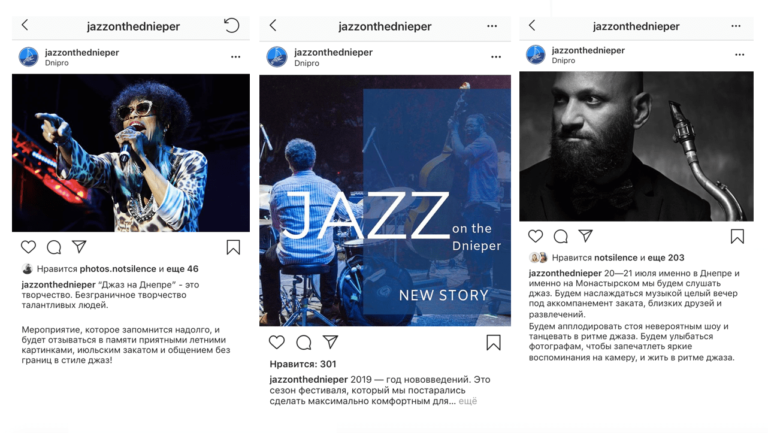 jazzonthednieper
jazzonthednieper
Dnipro
Нравится photos.notsilence и еще 46
jazzonthednieper “Джаз на Днепре” - это
творчество. Безграничное творчество
талантливых людей.
Мероприятие, которое запомнится надолго, и
будет отзываться в памяти приятными летними
картинками, июльским закатом и общением без
границ в стиле джаз!
jazzonthednieper
jazzonthednieper
Dnipro
JAZZ
on the
Dnieper
NEW STORY
Нравится: 301
jazzonthednieper 2019 — год нововведений. Это
сезон фестиваля, который мы постарались
сделать максимально комфортным для... ещё
jazzonthednieper
jazzonthednieper
Dnipro
Нравится notsilence и еще 203
jazzonthednieper 20—21 июля именно в Днепре и
именно на Монастырском мы будем слушать
джаз. Будем наслаждаться музыкой целый вечер
под аккомпанемент заката, близких друзей и
развлечений.
Будем апплодировать стоя невероятным шоу и
танцевать в ритме джаза. Будем улыбаться
фотографам, чтобы запечатлеть яркие
воспоминания на камеру, и жить в ритме джаза.